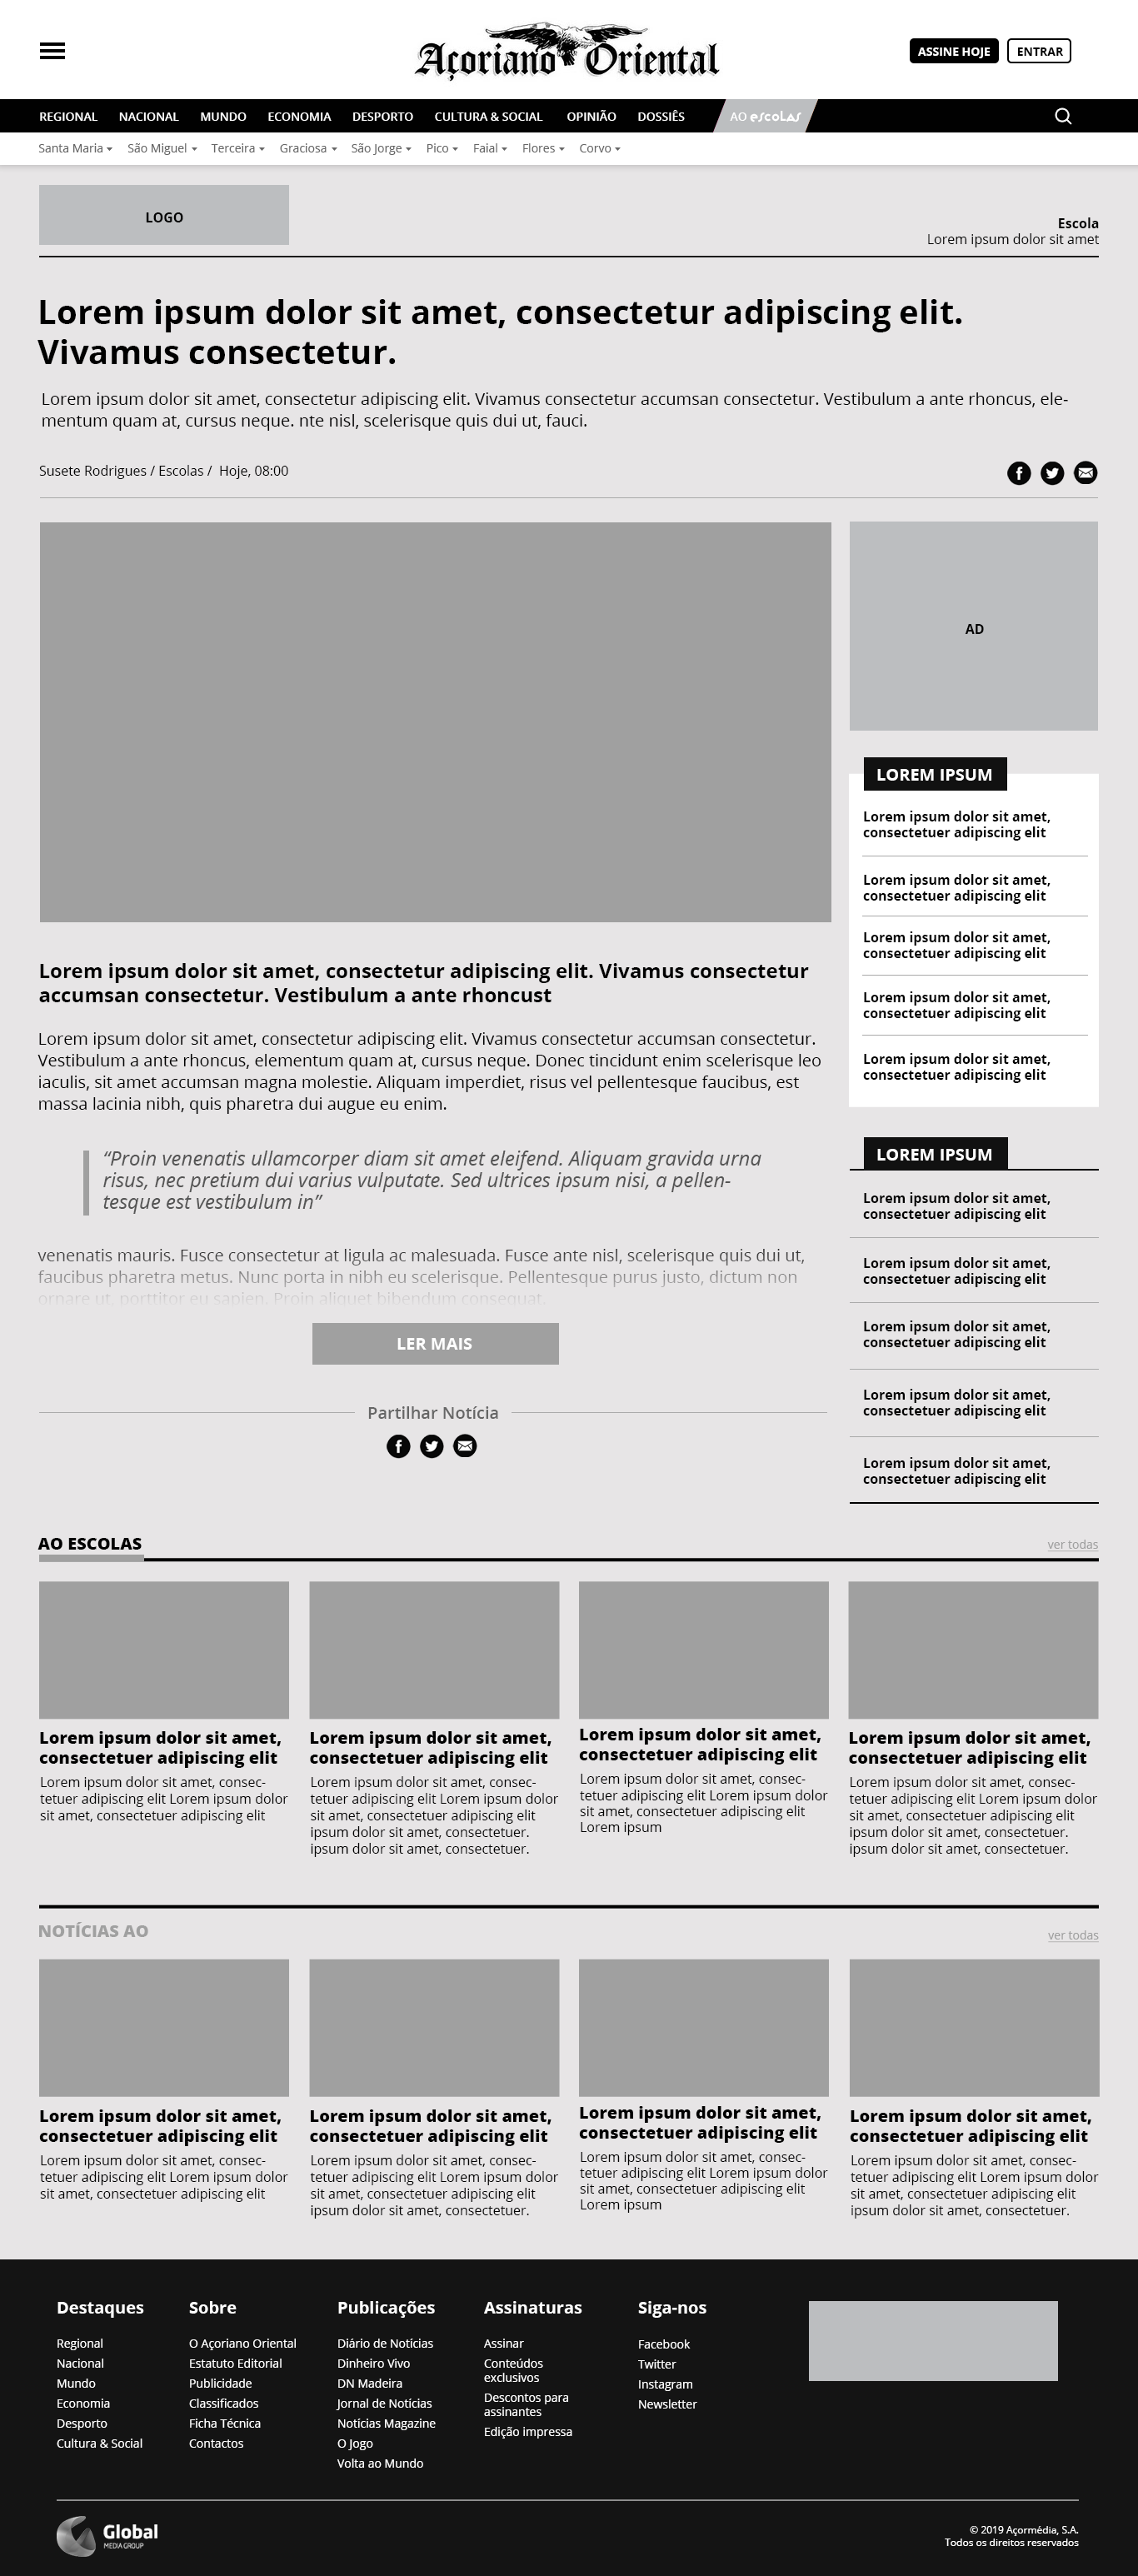 Açoriano Oriental
ASSINE HOJE
ENTRAR
REGIONAL NACIONAL MUNDO ECONOMIA DESPORTO CULTURA & SOCIAL OPINIÃO DOSSIÊS AO escolas
Santa Maria São Miguel Terceira Graciosa São Jorge Pico Faial Flores Corvo
LOGO
Escola
Lorem ipsum dolor sit amet
Lorem ipsum dolor sit amet, consectetur adipiscing elit.
Vivamus consectetur.
Lorem ipsum dolor sit amet, consectetur adipiscing elit. Vivamus consectetur accumsan consectetur. Vestibulum a ante rhoncus, ele-
mentum quam at, cursus neque. nte nisl, scelerisque quis dui ut, fauci.
Susete Rodrigues / Escolas / Hoje, 08:00
AD
LOREM IPSUM
Lorem ipsum dolor sit amet,
consectetuer adipiscing elit
Lorem ipsum dolor sit amet,
consectetuer adipiscing elit
Lorem ipsum dolor sit amet,
consectetuer adipiscing elit
Lorem ipsum dolor sit amet,
consectetuer adipiscing elit
Lorem ipsum dolor sit amet,
consectetuer adipiscing elit
Lorem ipsum dolor sit amet, consectetur adipiscing elit. Vivamus consectetur
accumsan consectetur. Vestibulum a ante rhoncust
Lorem ipsum dolor sit amet, consectetur adipiscing elit. Vivamus consectetur accumsan consectetur.
Vestibulum a ante rhoncus, elementum quam at, cursus neque. Donec tincidunt enim scelerisque leo
iaculis, sit amet accumsan magna molestie. Aliquam imperdiet, risus vel pellentesque faucibus, est
massa lacinia nibh, quis pharetra dui augue eu enim.
“Proin venenatis ullamcorper diam sit amet eleifend. Aliquam gravida urna
risus, nec pretium dui varius vulputate. Sed ultrices ipsum nisi, a pellen-
tesque est vestibulum in”
venenatis mauris. Fusce consectetur at ligula ac malesuada. Fusce ante nisl, scelerisque quis dui ut,
faucibus pharetra metus. Nunc porta in nibh eu scelerisque. Pellentesque purus justo, dictum non
ornare ut, porttitor eu sapien. Proin aliquet bibendum consequat.
LER MAIS
Partilhar Notícia
LOREM IPSUM
Lorem ipsum dolor sit amet,
consectetuer adipiscing elit
Lorem ipsum dolor sit amet,
consectetuer adipiscing elit
Lorem ipsum dolor sit amet,
consectetuer adipiscing elit
Lorem ipsum dolor sit amet,
consectetuer adipiscing elit
Lorem ipsum dolor sit amet,
consectetuer adipiscing elit
AO ESCOLAS
ver todas
Lorem ipsum dolor sit amet,
consectetuer adipiscing elit
Lorem ipsum dolor sit amet, consec-
tetuer adipiscing elit Lorem ipsum dolor
sit amet, consectetuer adipiscing elit
Lorem ipsum dolor sit amet,
consectetuer adipiscing elit
Lorem ipsum dolor sit amet, consec-
tetuer adipiscing elit Lorem ipsum dolor
sit amet, consectetuer adipiscing elit
ipsum dolor sit amet, consectetuer.
ipsum dolor sit amet, consectetuer.
Lorem ipsum dolor sit amet,
consectetuer adipiscing elit
Lorem ipsum dolor sit amet, consec-
tetuer adipiscing elit Lorem ipsum dolor
sit amet, consectetuer adipiscing elit
Lorem ipsum
Lorem ipsum dolor sit amet,
consectetuer adipiscing elit
Lorem ipsum dolor sit amet, consec-
tetuer adipiscing elit Lorem ipsum dolor
sit amet, consectetuer adipiscing elit
ipsum dolor sit amet, consectetuer.
ipsum dolor sit amet, consectetuer.
NOTÍCIAS AO
ver todas
Lorem ipsum dolor sit amet,
consectetuer adipiscing elit
Lorem ipsum dolor sit amet, consec-
tetuer adipiscing elit Lorem ipsum dolor
sit amet, consectetuer adipiscing elit
Lorem ipsum dolor sit amet,
consectetuer adipiscing elit
Lorem ipsum dolor sit amet, consec-
tetuer adipiscing elit Lorem ipsum dolor
sit amet, consectetuer adipiscing elit
ipsum dolor sit amet, consectetuer.
Lorem ipsum dolor sit amet,
consectetuer adipiscing elit
Lorem ipsum dolor sit amet, consec-
tetuer adipiscing elit Lorem ipsum dolor
sit amet, consectetuer adipiscing elit
Lorem ipsum
Lorem ipsum dolor sit amet,
consectetuer adipiscing elit
Lorem ipsum dolor sit amet, consec-
tetuer adipiscing elit Lorem ipsum dolor
sit amet, consectetuer adipiscing elit
ipsum dolor sit amet, consectetuer.
Destaques
Regional
Nacional
Mundo
Economia
Desporto
Cultura & Social
Sobre
O Açoriano Oriental
Estatuto Editorial
Publicidade
Classificados
Ficha Técnica
Contactos
Publicações
Diário de Notícias
Dinheiro Vivo
DN Madeira
Jornal de Notícias
Notícias Magazine
O Jogo
Volta ao Mundo
Assinaturas
Assinar
Conteúdos
exclusivos
Descontos para
assinantes
Edição impressa
Siga-nos
Facebook
Twitter
Instagram
Newsletter
Global
MEDIA GROUP
© 2019 Açormédia, S.A.
Todos os direitos reservados